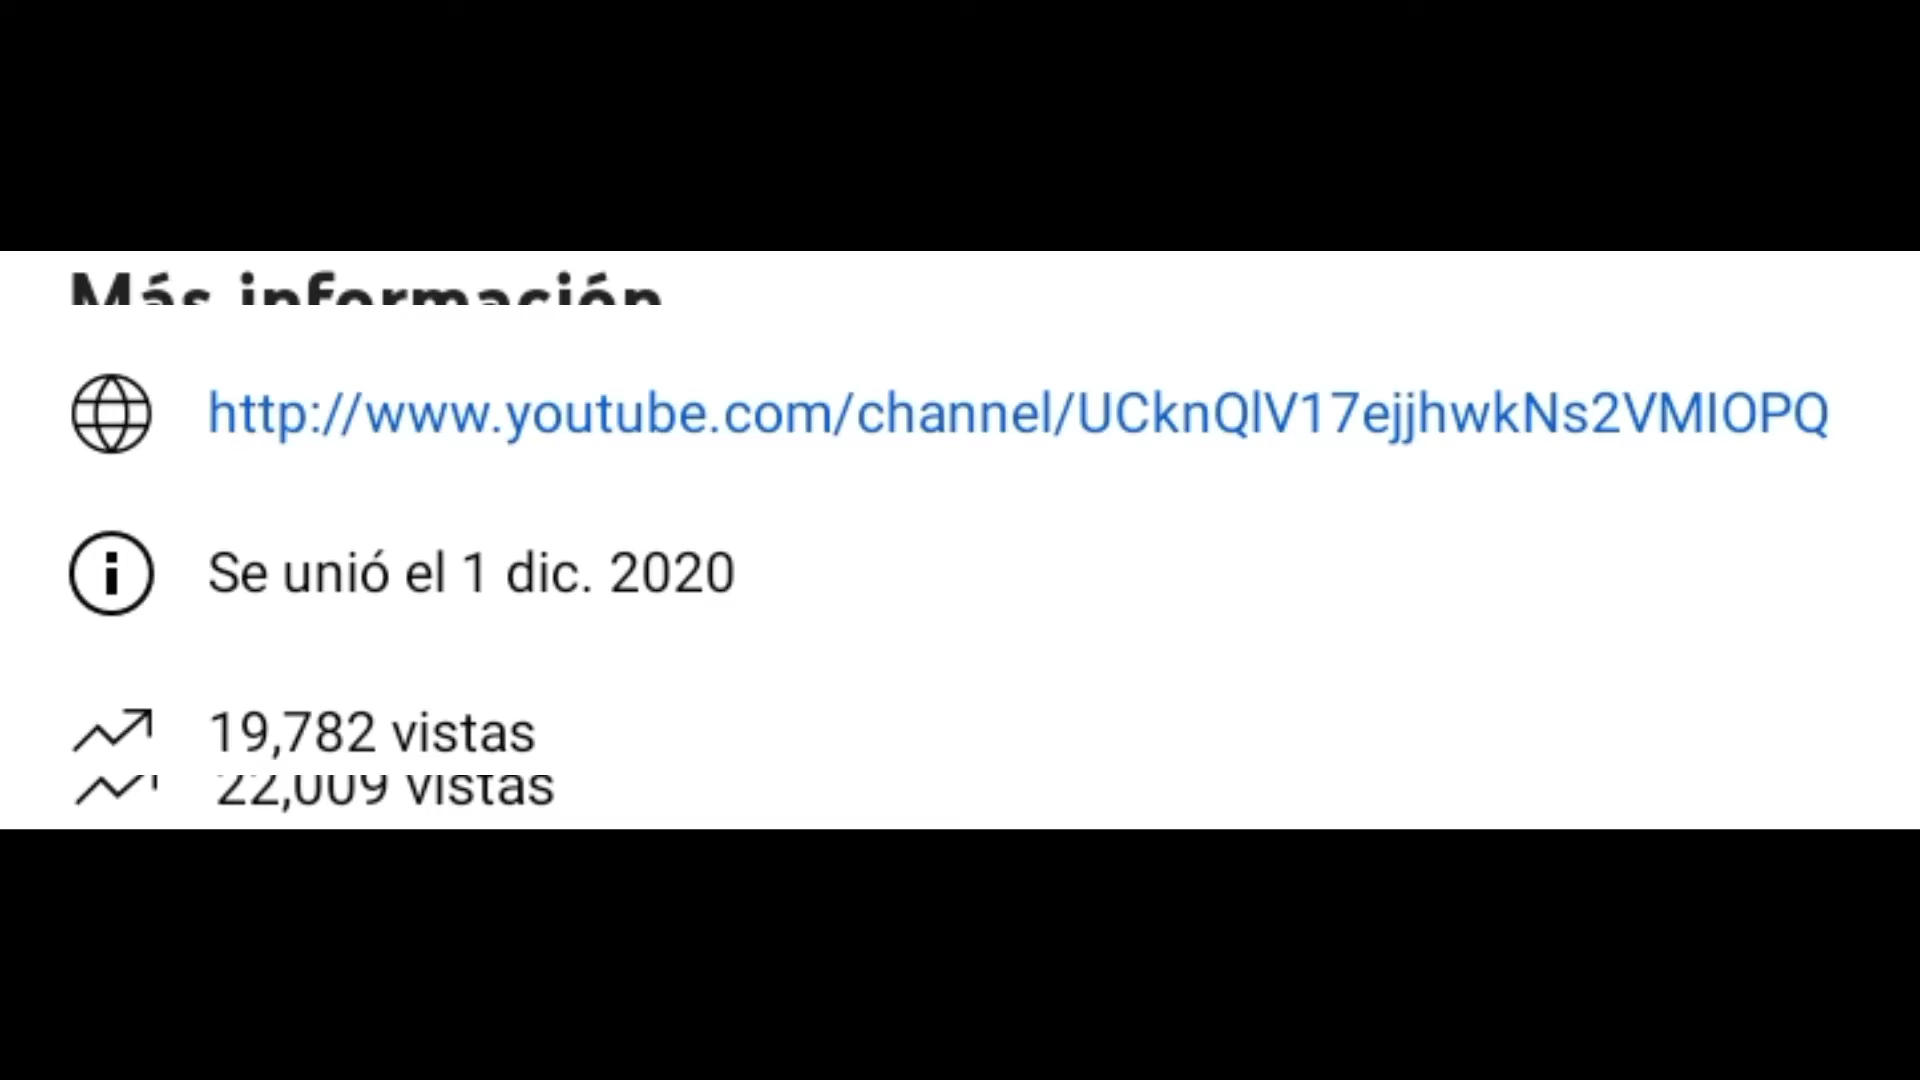 Más información
http://www.youtube.com/channel/UCknQlV17ejjhwkNs2VMIOPQ
Se unió el 1 dic. 2020
19,782 vistas
22,009 vistas